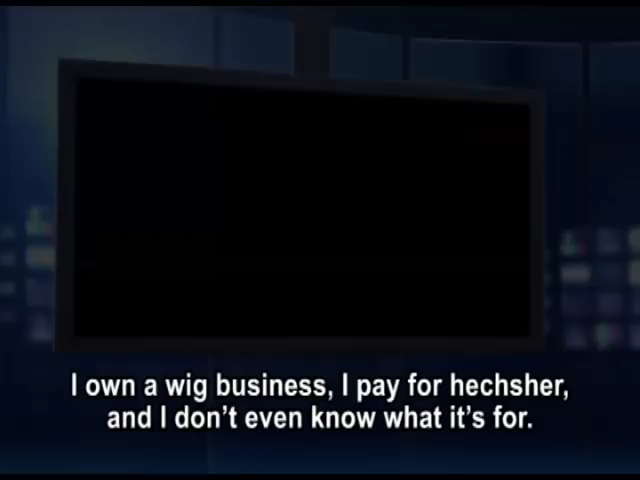 I own a wig business, I pay for hechsher,
and I don't even know what it's for.